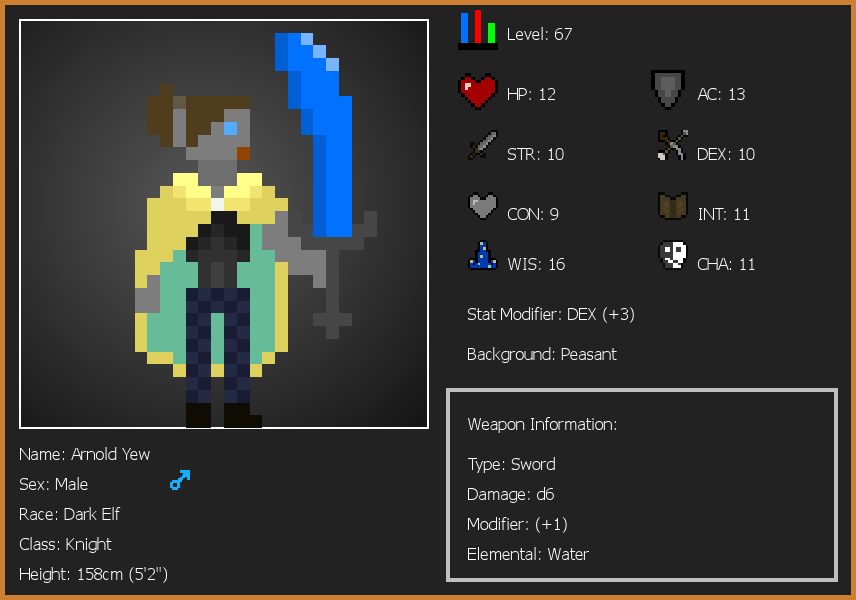 Level: 67
HP: 12
AC: 13
STR: 10
DEX: 10
CON: 9
INT: 11
WIS: 16
CHA: 11
Stat Modifier: DEX (+3)
Background: Peasant
Weapon Information:
Type: Sword
Damage: d6
Modifier: (+1)
Elemental: Water
Name: Arnold Yew
Sex: Male
Race: Dark Elf
Class: Knight
Height: 158cm (5'2")